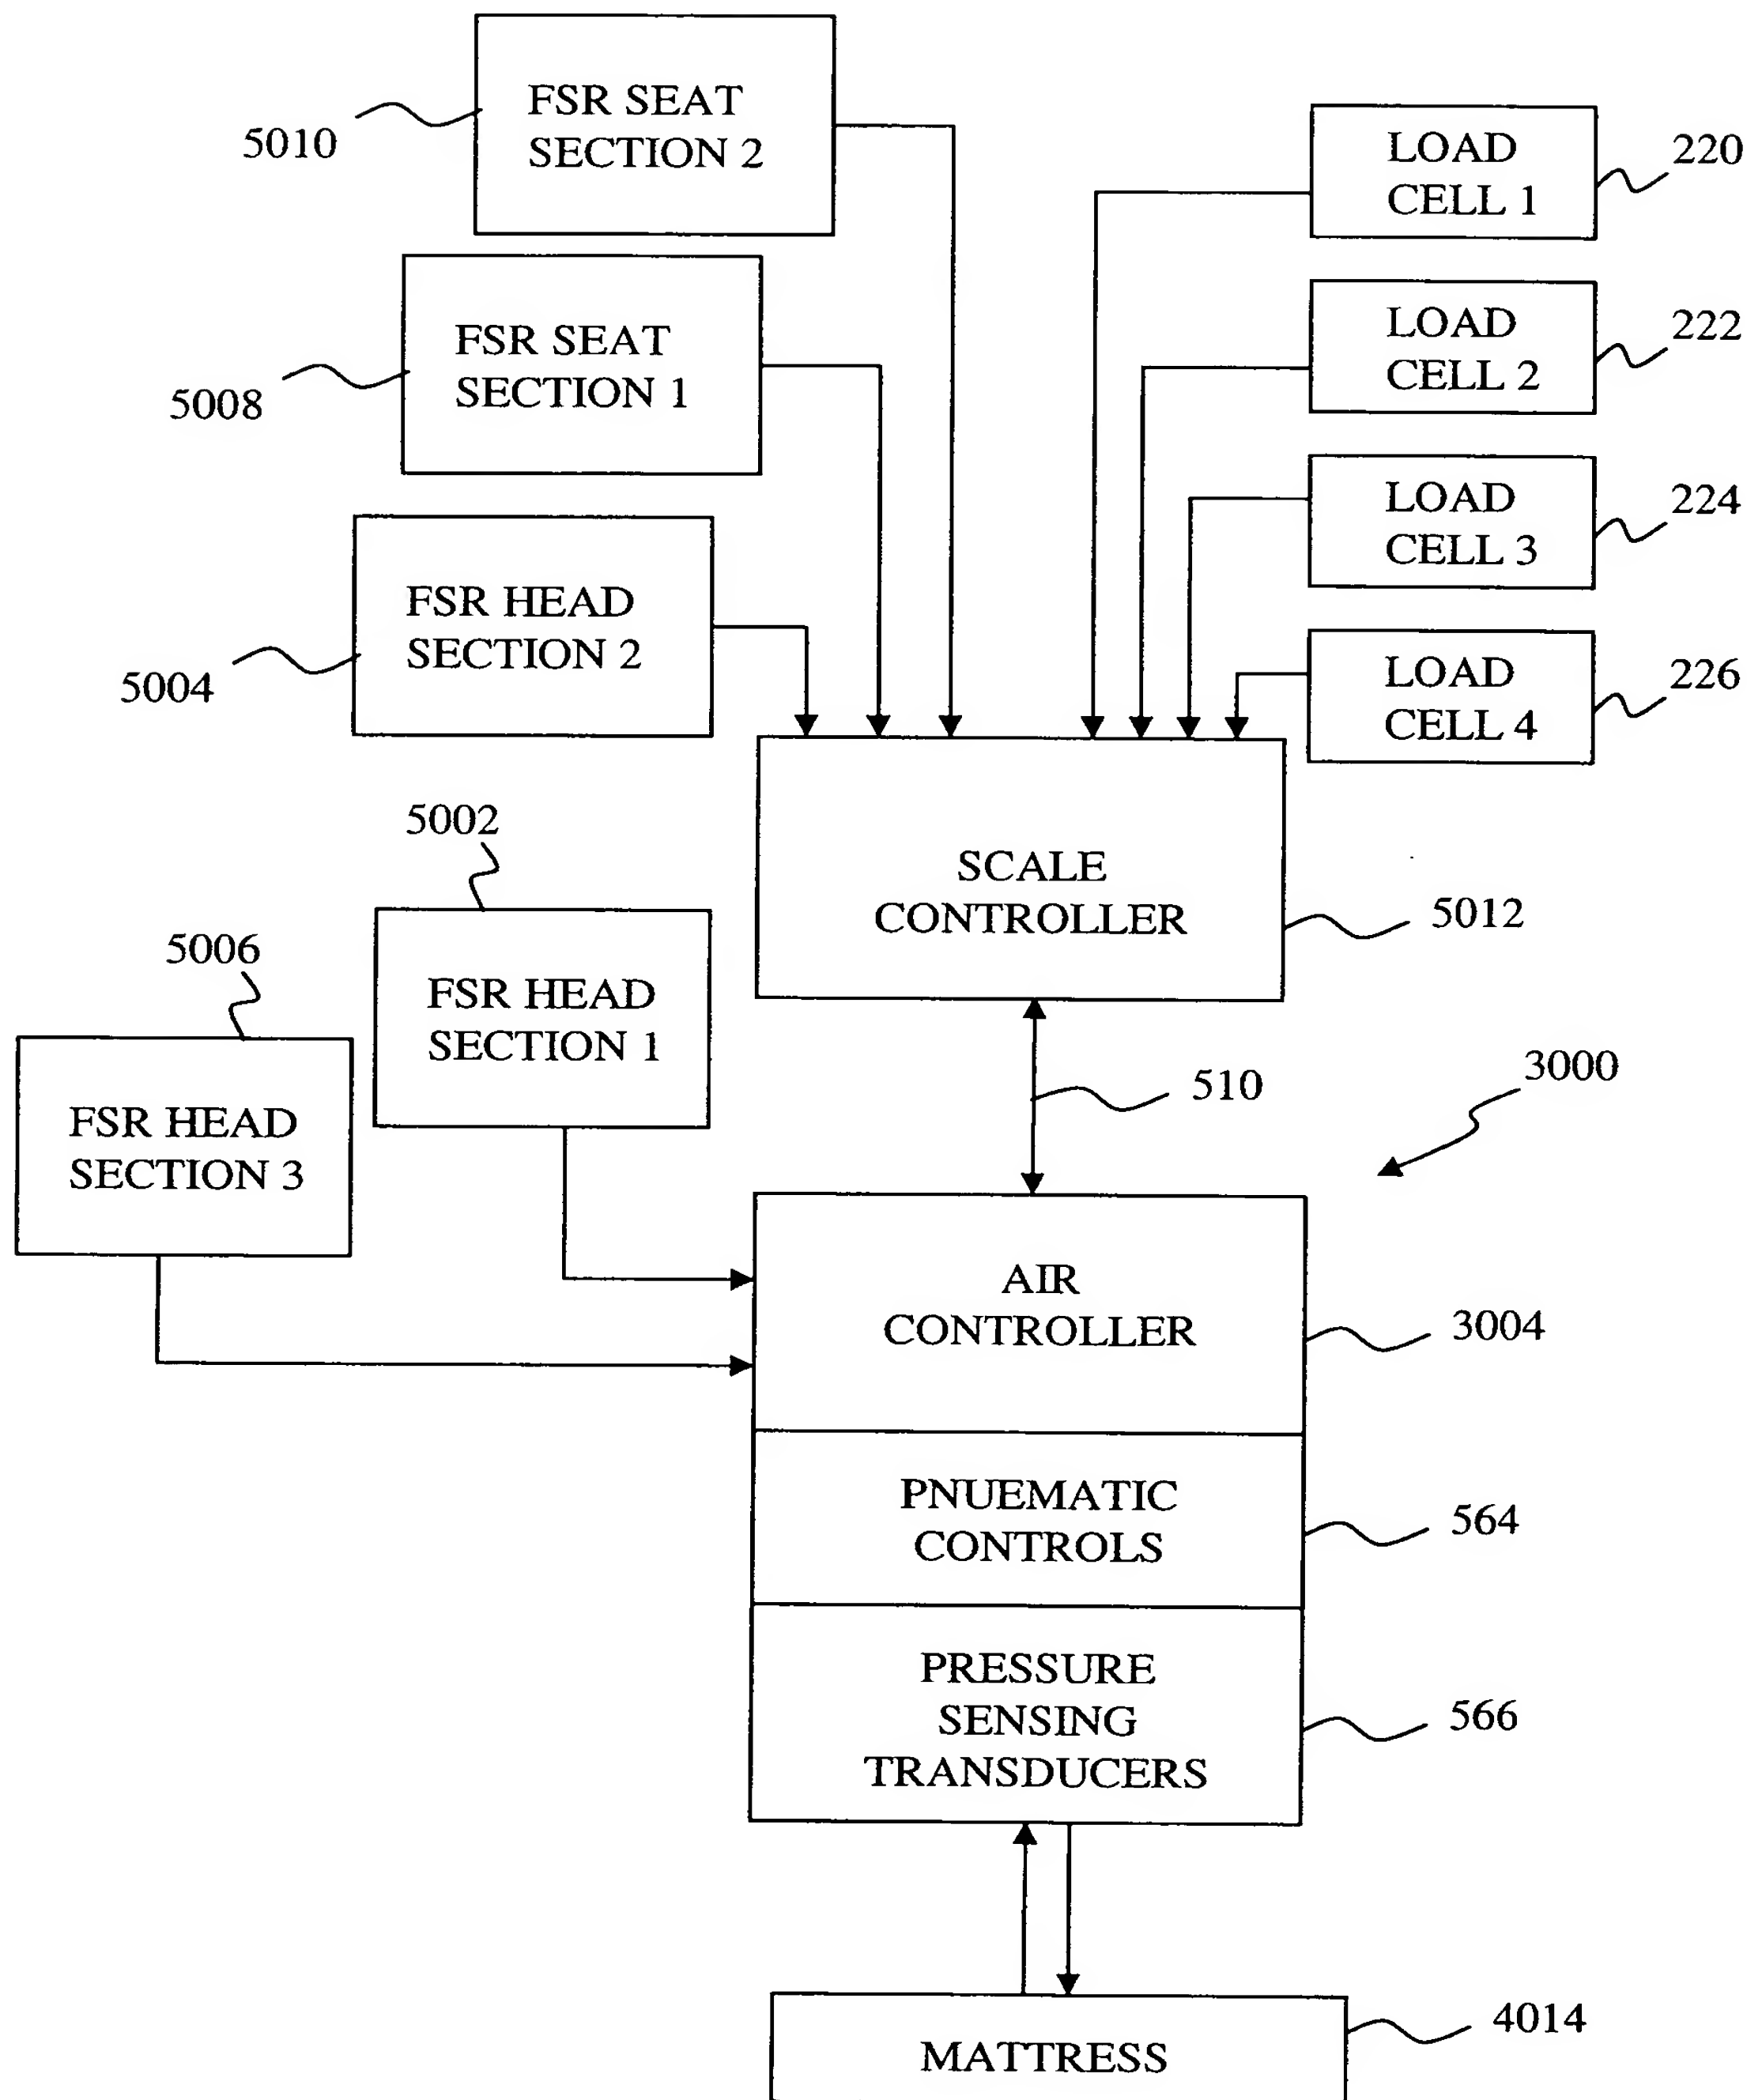 FSR SEAT
SECTION 2
5010
LOAD
CELL 1
220
FSR SEAT
SECTION 1
5008
LOAD
CELL 2
222
LOAD
CELL 3
224
FSR HEAD
SECTION 2
5004
LOAD
CELL 4
226
SCALE
CONTROLLER
5012
5002
FSR HEAD
SECTION 1
5006
FSR HEAD
SECTION 3
510
3000
AIR
CONTROLLER
3004
PNUEMATIC
CONTROLS
564
PRESSURE
SENSING
TRANSDUCERS
566
MATTRESS
4014